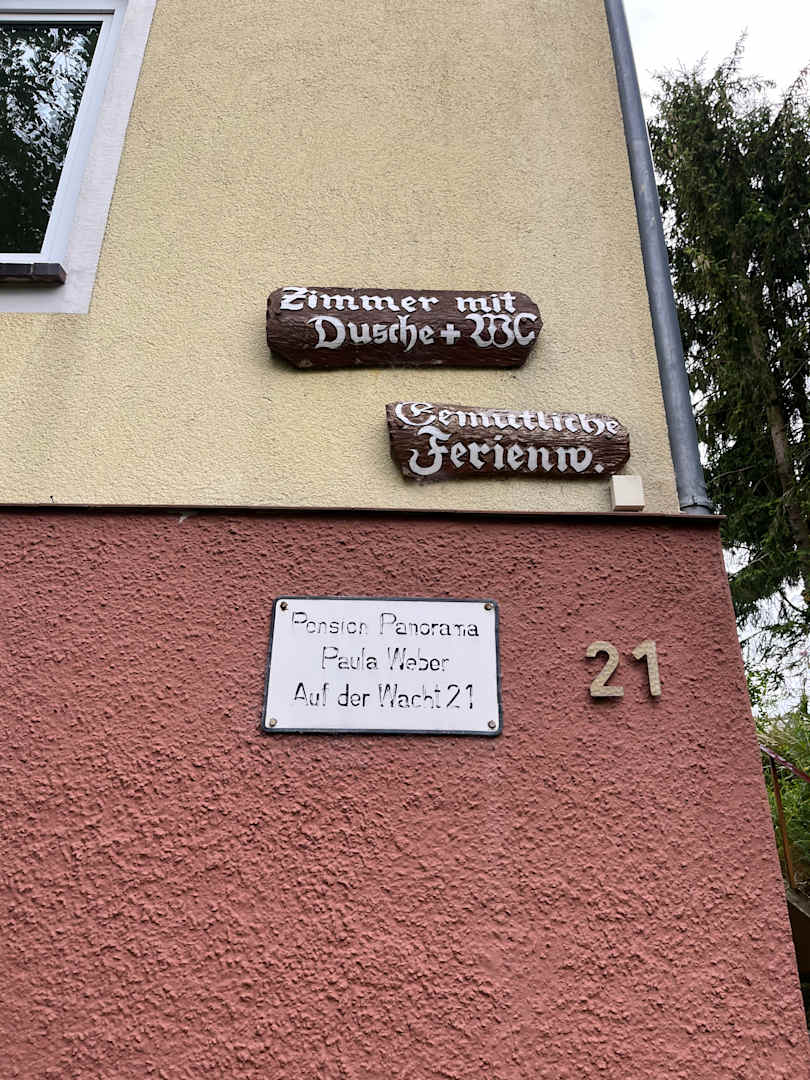 Zimmer mit
Dusche + WC
Gemütliche
Ferienw.
Pension Panorama
Paula Weber
Auf der Wacht 21
21